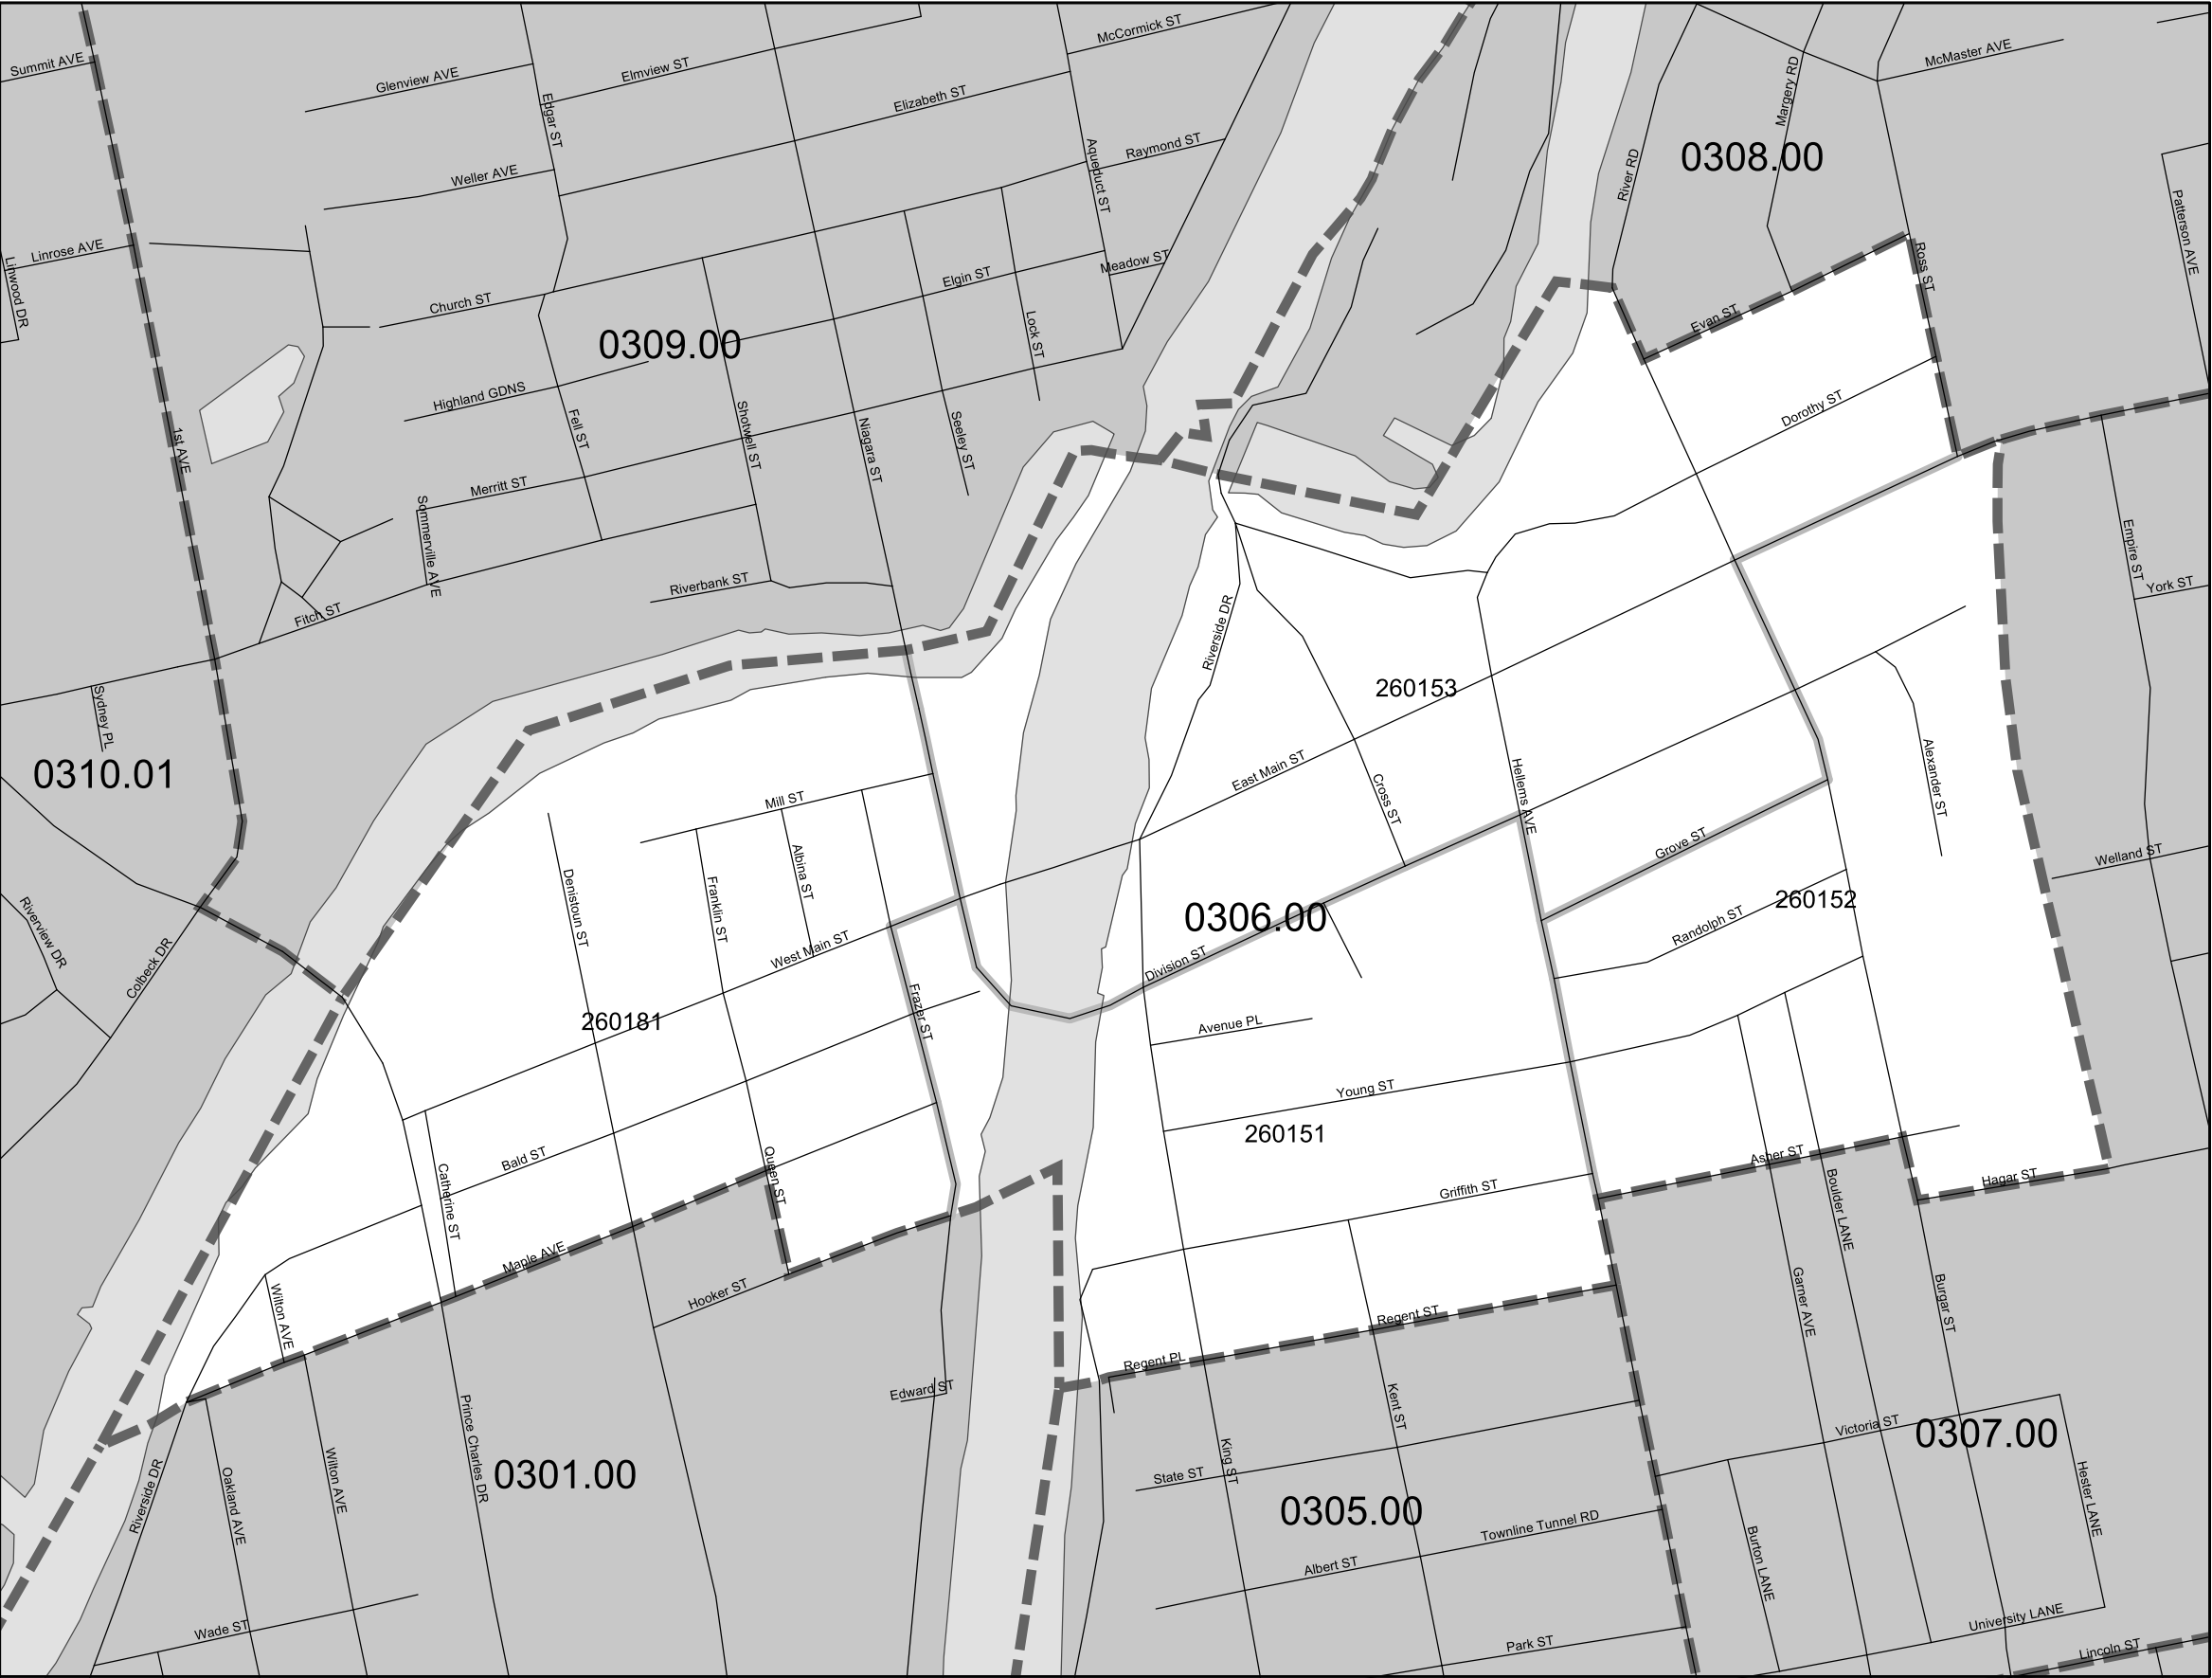 Summit AVE
Glenview AVE
Elmview ST
McCormick ST
McMaster AVE
Edgar ST
Elizabeth ST
Margery RD
Weller AVE
Aqueduct ST
Raymond ST
River RD
0308.00
Linrose AVE
Linwood DR
Patterson AVE
Church ST
Elgin ST
Meadow ST
Ross ST
0309.00
Lock ST
Evan ST
Highland GDNS
Fell ST
Shotwell ST
Niagara ST
Seeley ST
Dorothy ST
1st AVE
Merritt ST
Sommerville AVE
Empire ST
Riverbank ST
York ST
Fitch ST
Riverside DR
Sydney PL
260153
0310.01
East Main ST
Mill ST
Cross ST
Hellems AVE
Alexander ST
Albina ST
Grove ST
Welland ST
Denistoun ST
Franklin ST
0306.00
260152
Riverview DR
Colbeck DR
West Main ST
Randolph ST
Division ST
Frazer ST
260181
Avenue PL
Young ST
260151
Bald ST
Catherine ST
Queen ST
Asher ST
Boulder LANE
Hagar ST
Griffith ST
Maple AVE
Wilton AVE
Hooker ST
Regent ST
Garner AVE
Burgar ST
Regent PL
Edward ST
Prince Charles DR
Kent ST
Victoria ST
0307.00
0301.00
Oakland AVE
Wilton AVE
Riverside DR
King ST
State ST
0305.00
Hester LANE
Townline Tunnel RD
Albert ST
Burton LANE
Wade ST
University LANE
Park ST
Lincoln ST